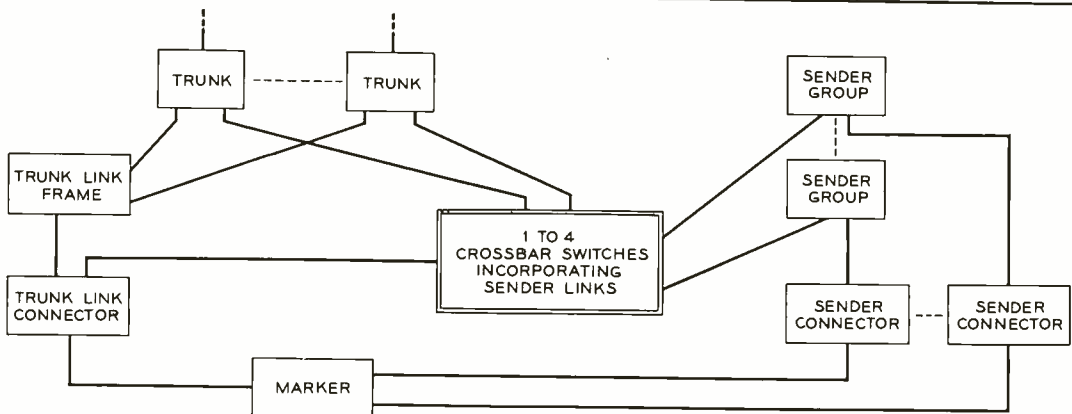 TRUNK
TRUNK
SENDER
GROUP
TRUNK LINK
FRAME
SENDER
GROUP
1 TO 4
CROSSBAR SWITCHES
INCORPORATING
SENDER LINKS
TRUNK LINK
CONNECTOR
SENDER
CONNECTOR
SENDER
CONNECTOR
MARKER